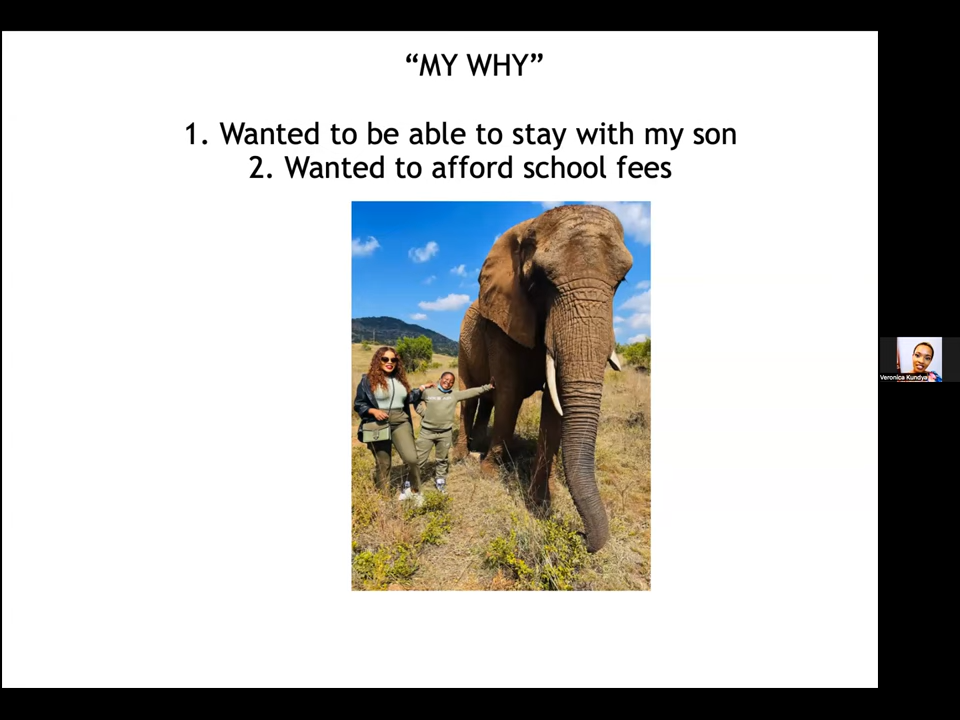 “MY WHY”
1. Wanted to be able to stay with my son
2. Wanted to afford school fees
Veronica Kundya